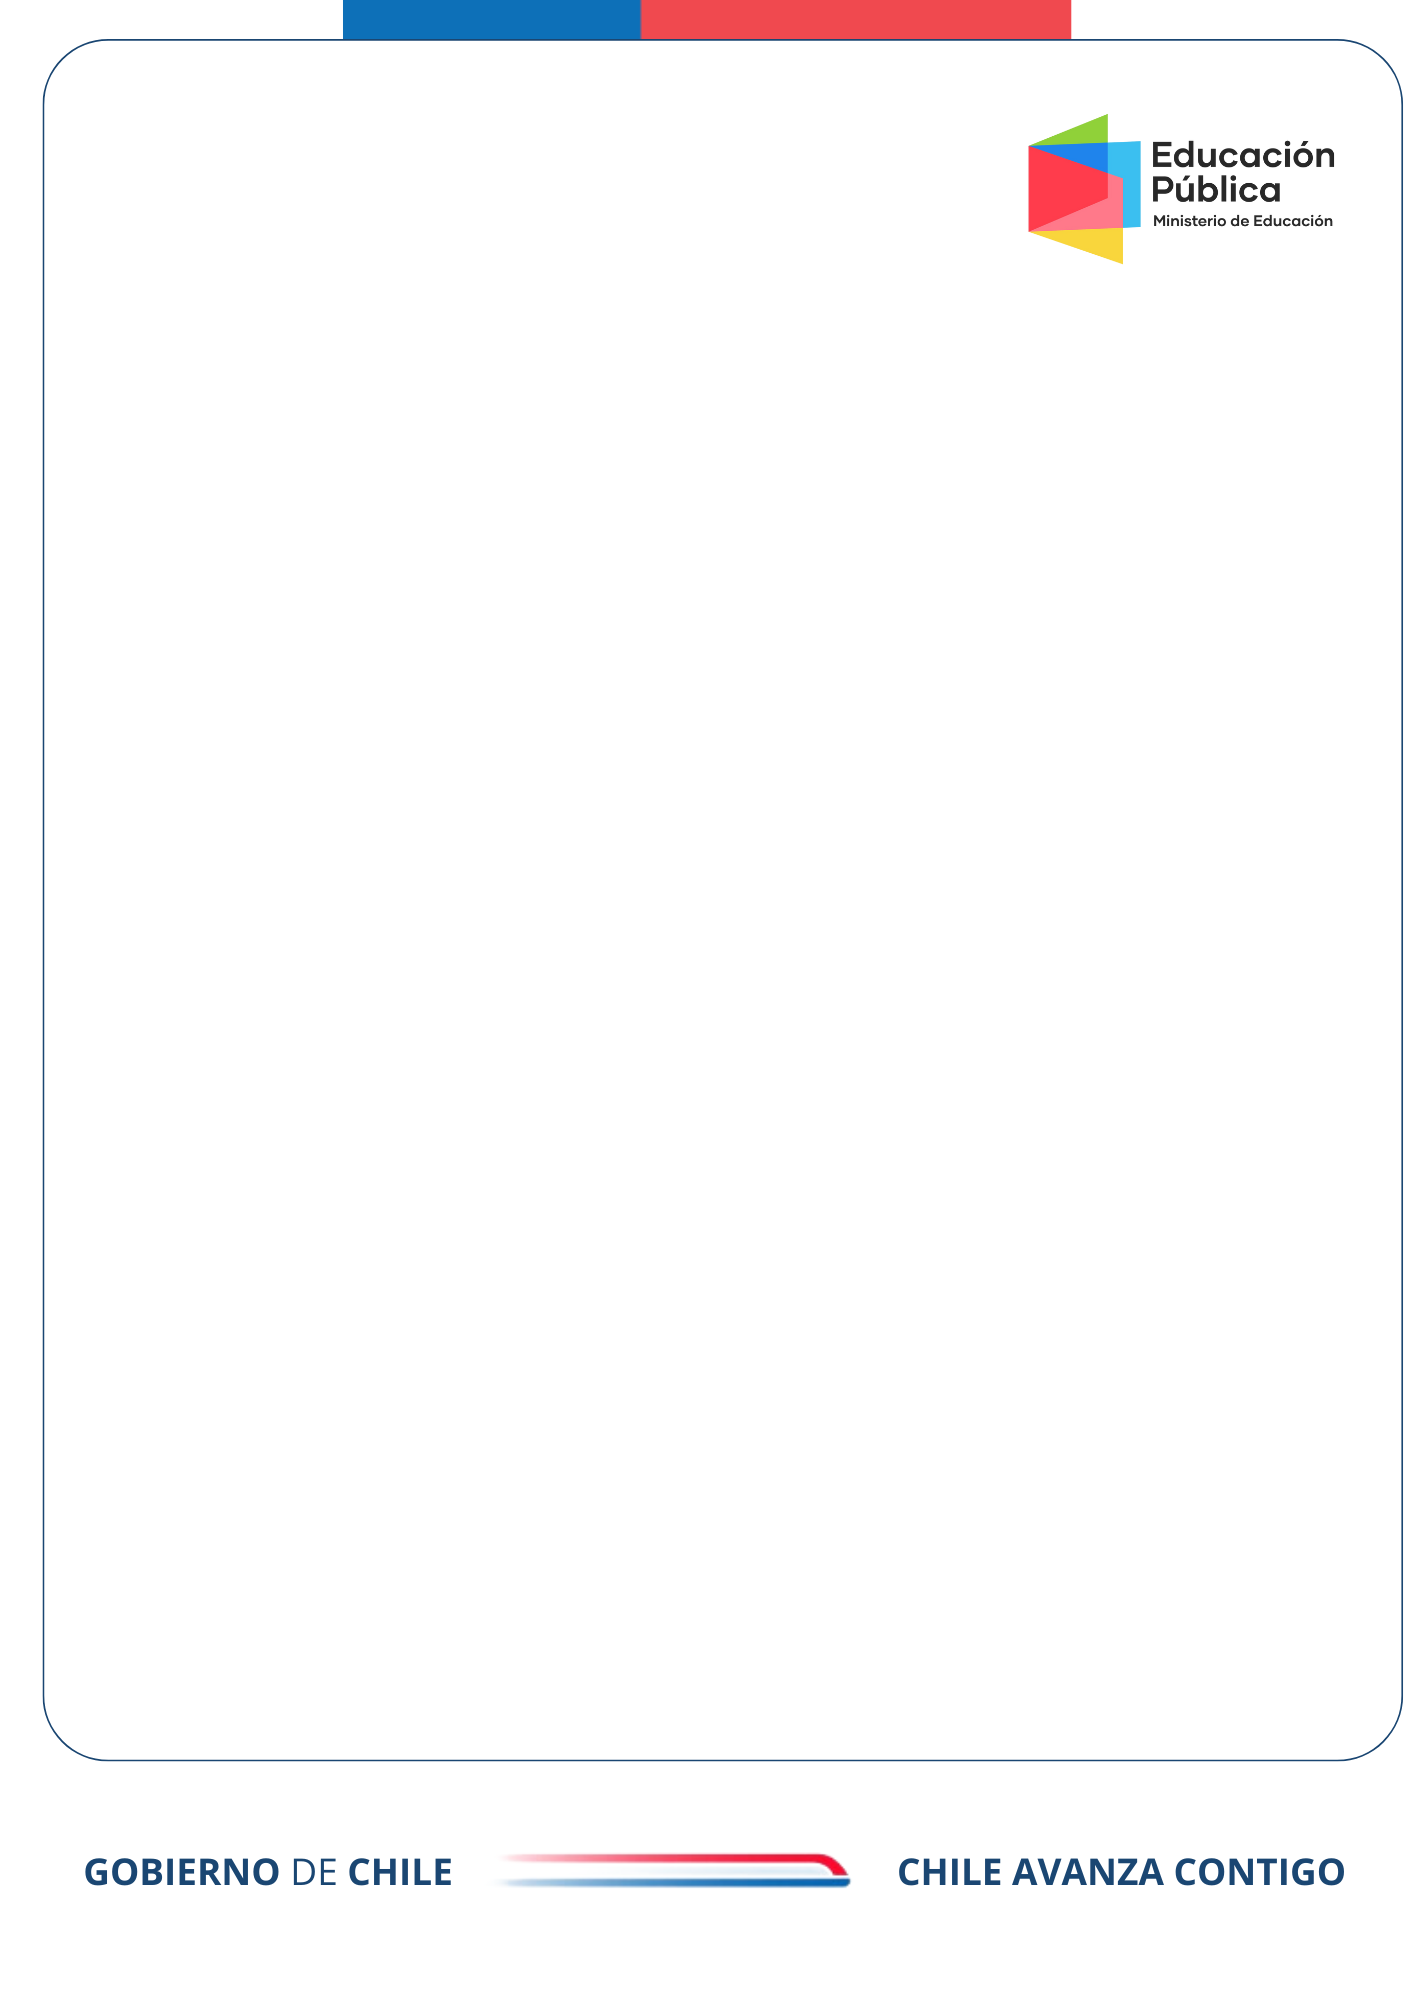 Educación
Pública
Ministerio de Educación
GOBIERNO DE CHILE
CHILE AVANZA CONTIGO